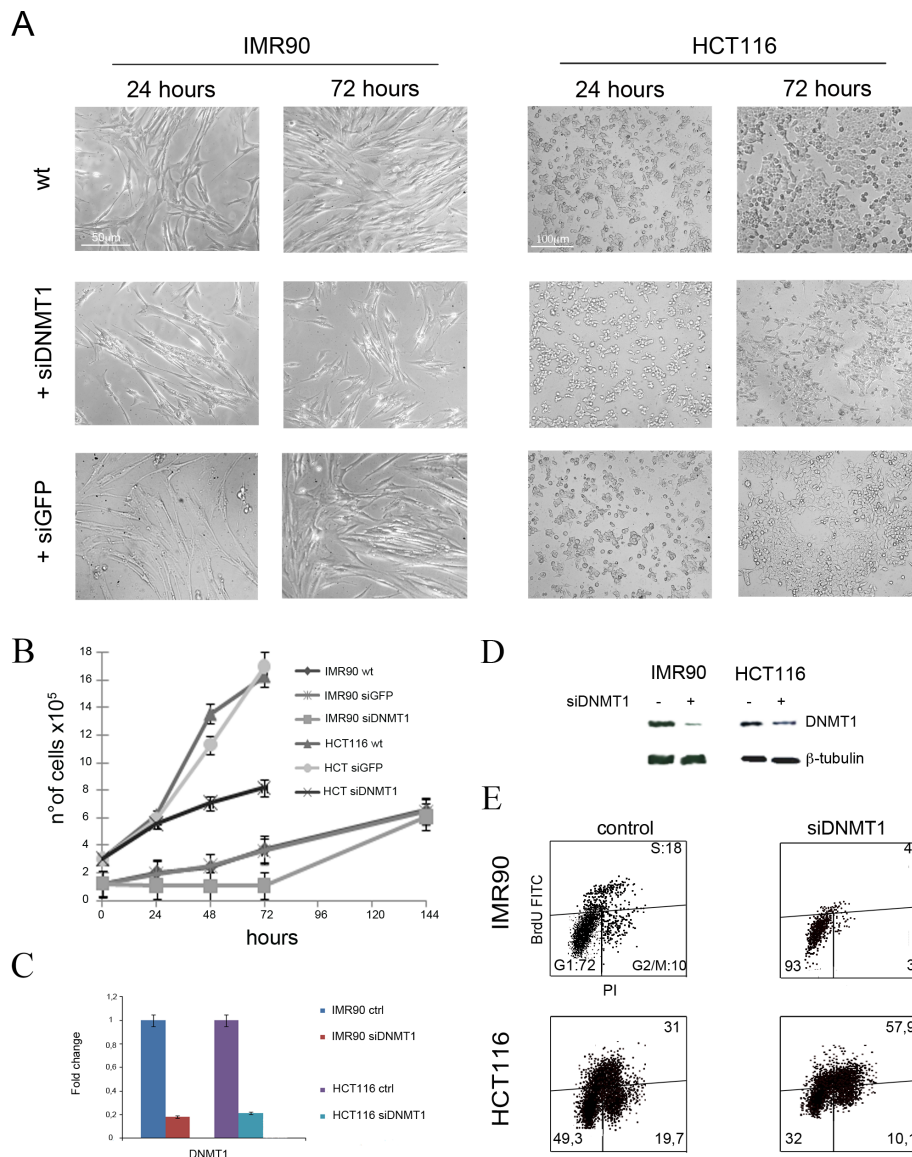 A
IMR90
HCT116
24 hours
72 hours
24 hours
72 hours
wt
50µm
100µm
+ siDNMT1
+ siGFP
B
n°of cells x10⁵
18
16
14
12
10
8
6
4
2
0
0
24
48
72
96
120
144
hours
IMR90 wt
IMR90 siGFP
IMR90 siDNMT1
HCT116 wt
HCT siGFP
HCT siDNMT1
C
Fold change
1,2
1
0,8
0,6
0,4
0,2
0
DNMT1
IMR90 ctrl
IMR90 siDNMT1
HCT116 ctrl
HCT116 siDNMT1
D
IMR90
HCT116
siDNMT1
- +
- +
DNMT1
β-tubulin
E
control
siDNMT1
IMR90
BrdU FITC
S:18
G1:72
G2/M:10
PI
4
93
3
HCT116
31
49,3
19,7
57,9
32
10,1